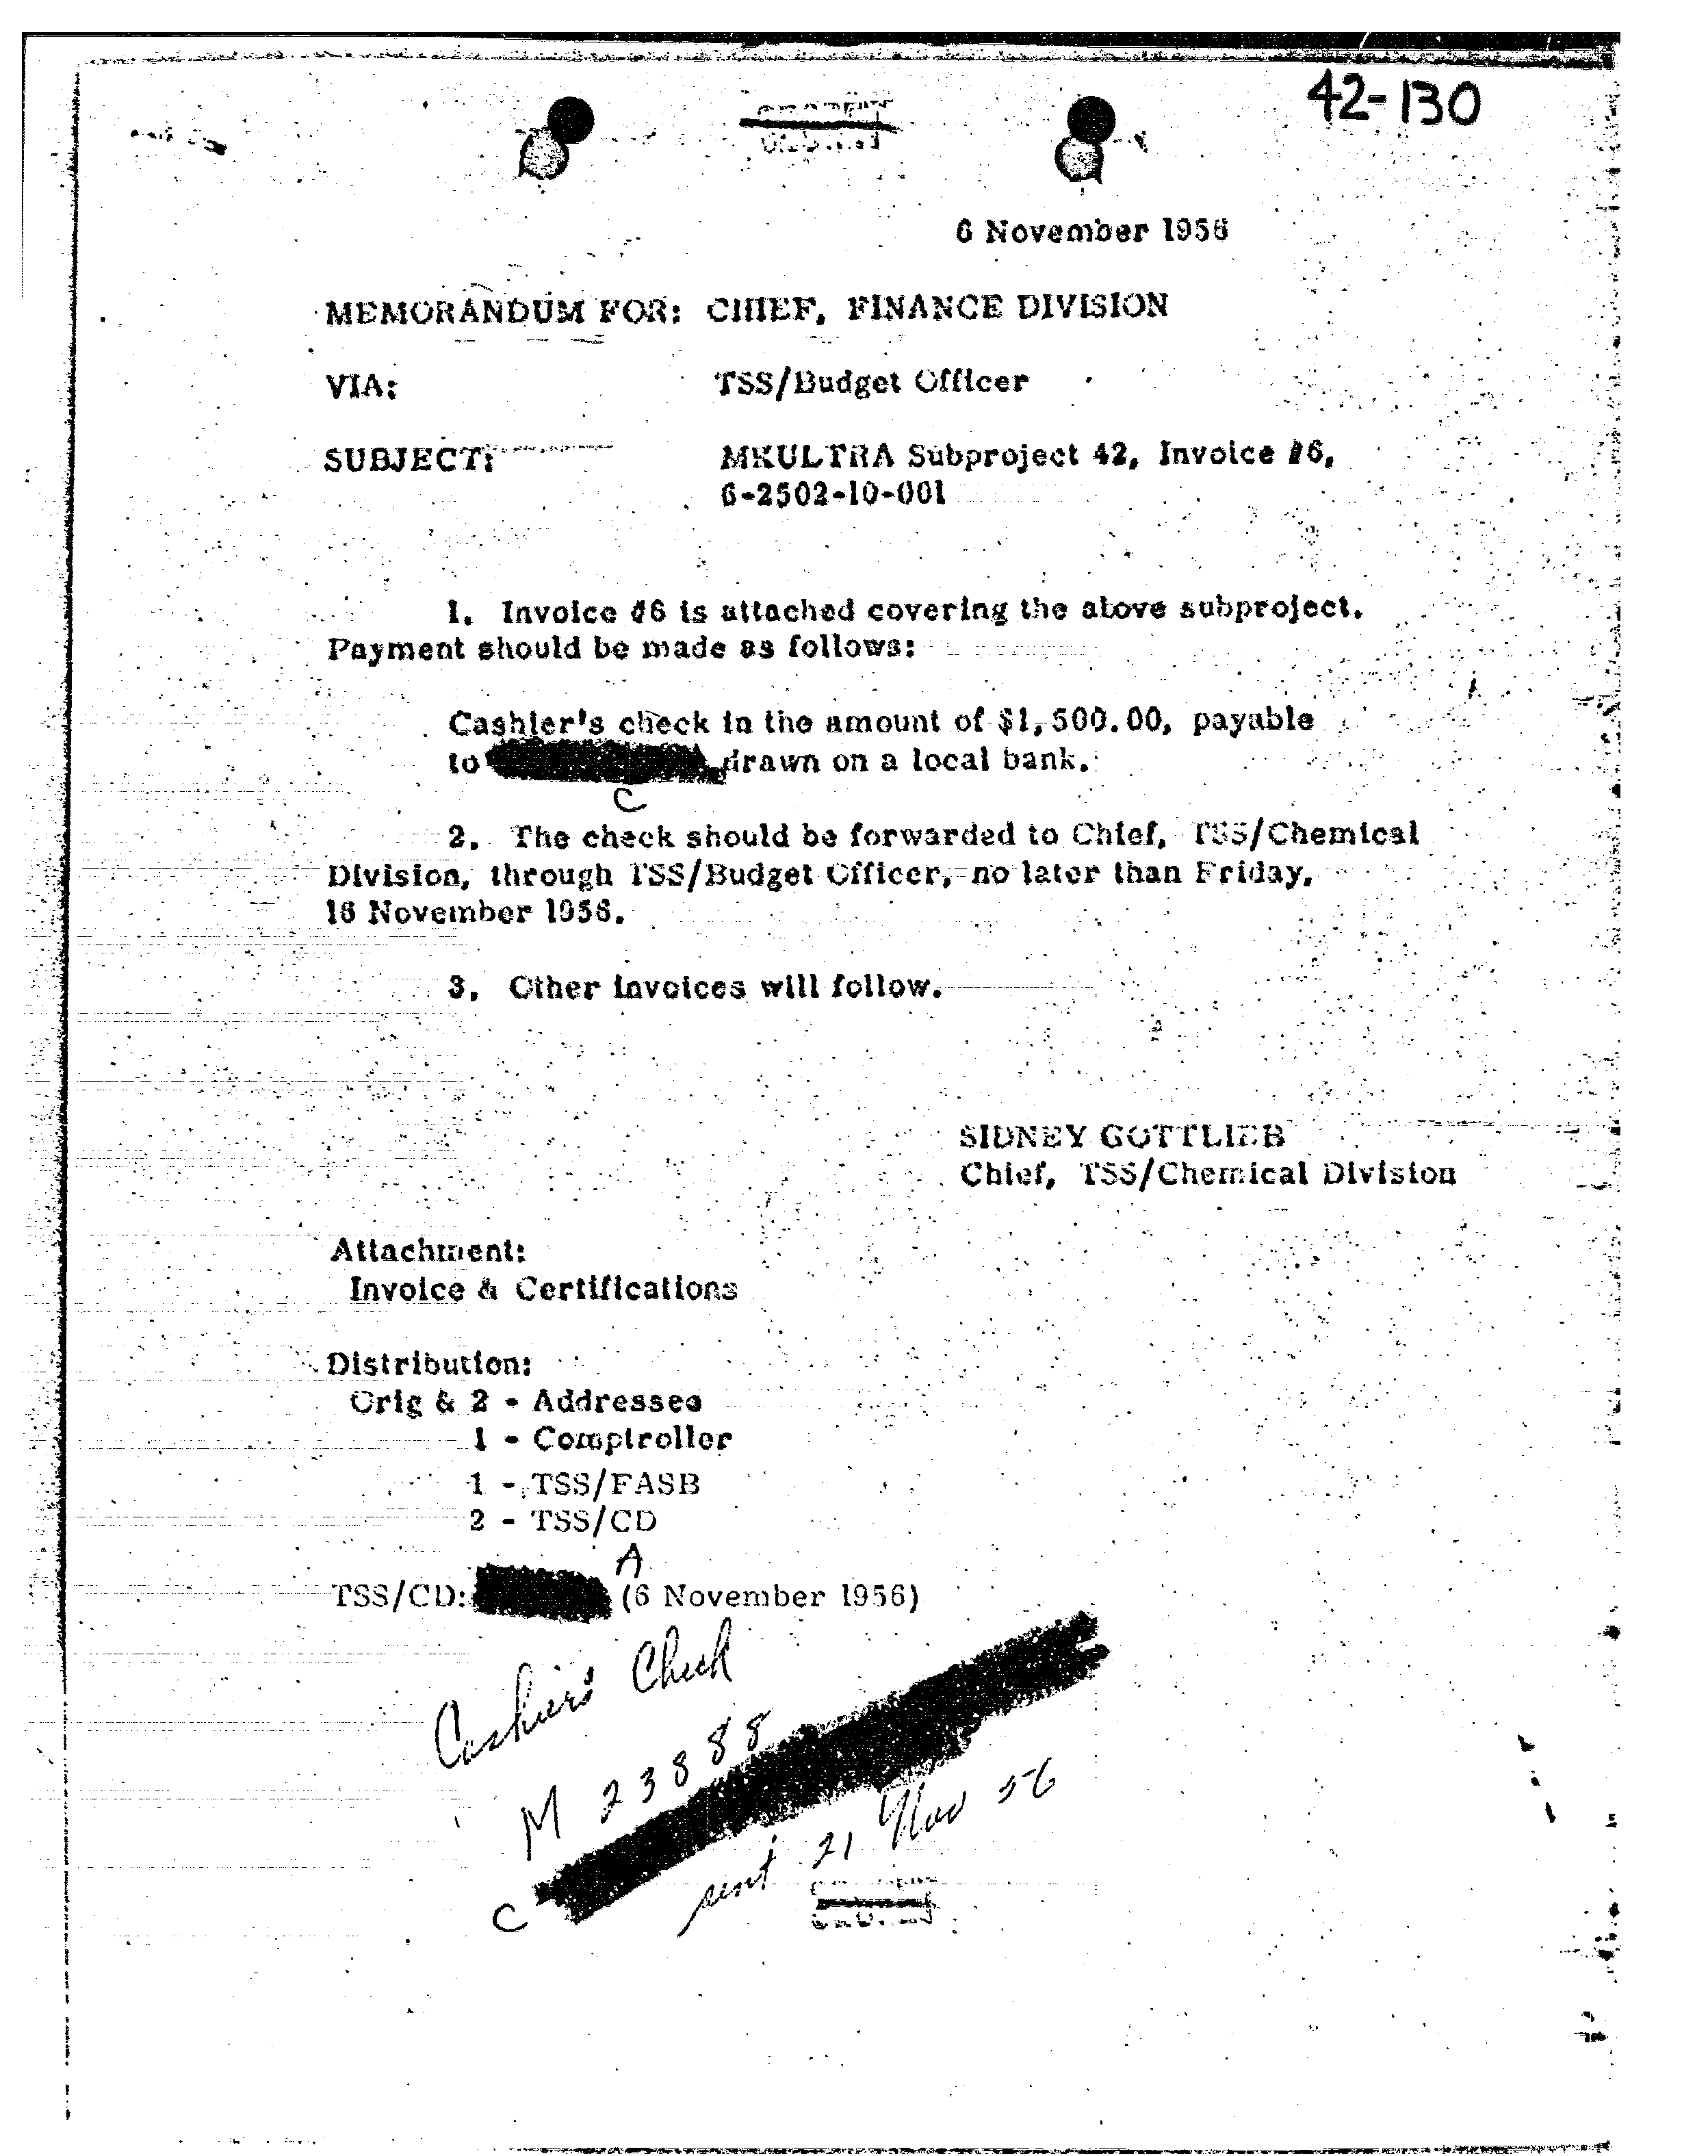 42-130
6 November 1956
MEMORANDUM FOR: CHIEF, FINANCE DIVISION
VIA: TSS/Budget Officer
SUBJECT: MKULTRA Subproject 42, Invoice #6,
6-2502-10-001
1. Invoice #6 is attached covering the above subproject.
Payment should be made as follows:
Cashier's check in the amount of $1,500.00, payable
to drawn on a local bank.
C
2. The check should be forwarded to Chief, TSS/Chemical
Division, through TSS/Budget Officer, no later than Friday,
16 November 1956.
3. Other invoices will follow.
SIDNEY GOTTLIEB
Chief, TSS/Chemical Division
Attachment:
Invoice & Certifications
Distribution:
Orig & 2 - Addressee
1 - Comptroller
1 - TSS/FASB
2 - TSS/CD
A
TSS/CD: (6 November 1956)
Cashier's Check
M 23888
sent 21 Nov 56
C